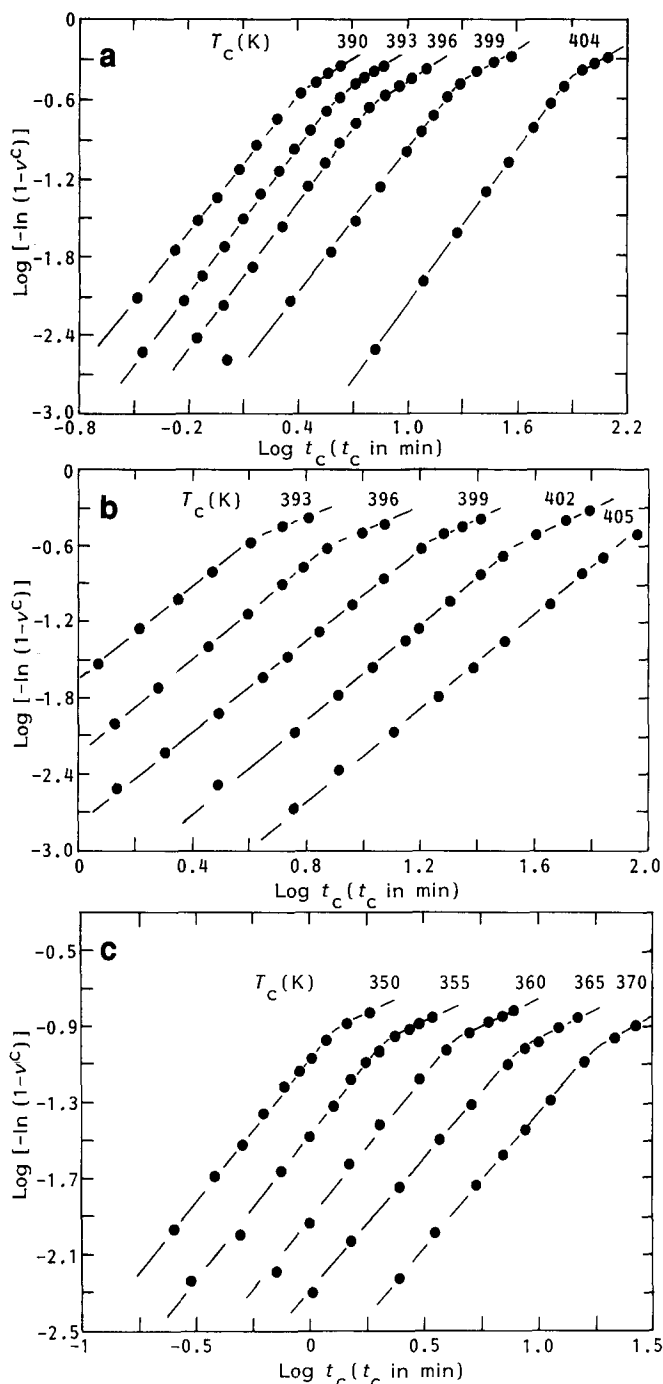 a
T_c(K) 390 393 396 399 404
-0.6
-1.2
-1.8
-2.4
-3.0
Log [-ln (1-v^C)]
-0.8 -0.2 0.4 1.0 1.6 2.2
Log t_c(t_c in min)
b
0
T_c(K) 393 396 399 402 405
-0.6
-1.2
-1.8
-2.4
-3.0
Log [-ln (1-v^C)]
0 0.4 0.8 1.2 1.6 2.0
Log t_c(t_c in min)
c
-0.5
T_c(K) 350 355 360 365 370
-0.9
-1.3
-1.7
-2.1
-2.5
Log [-ln (1-v^C)]
-1 -0.5 0 0.5 1.0 1.5
Log t_c(t_c in min)